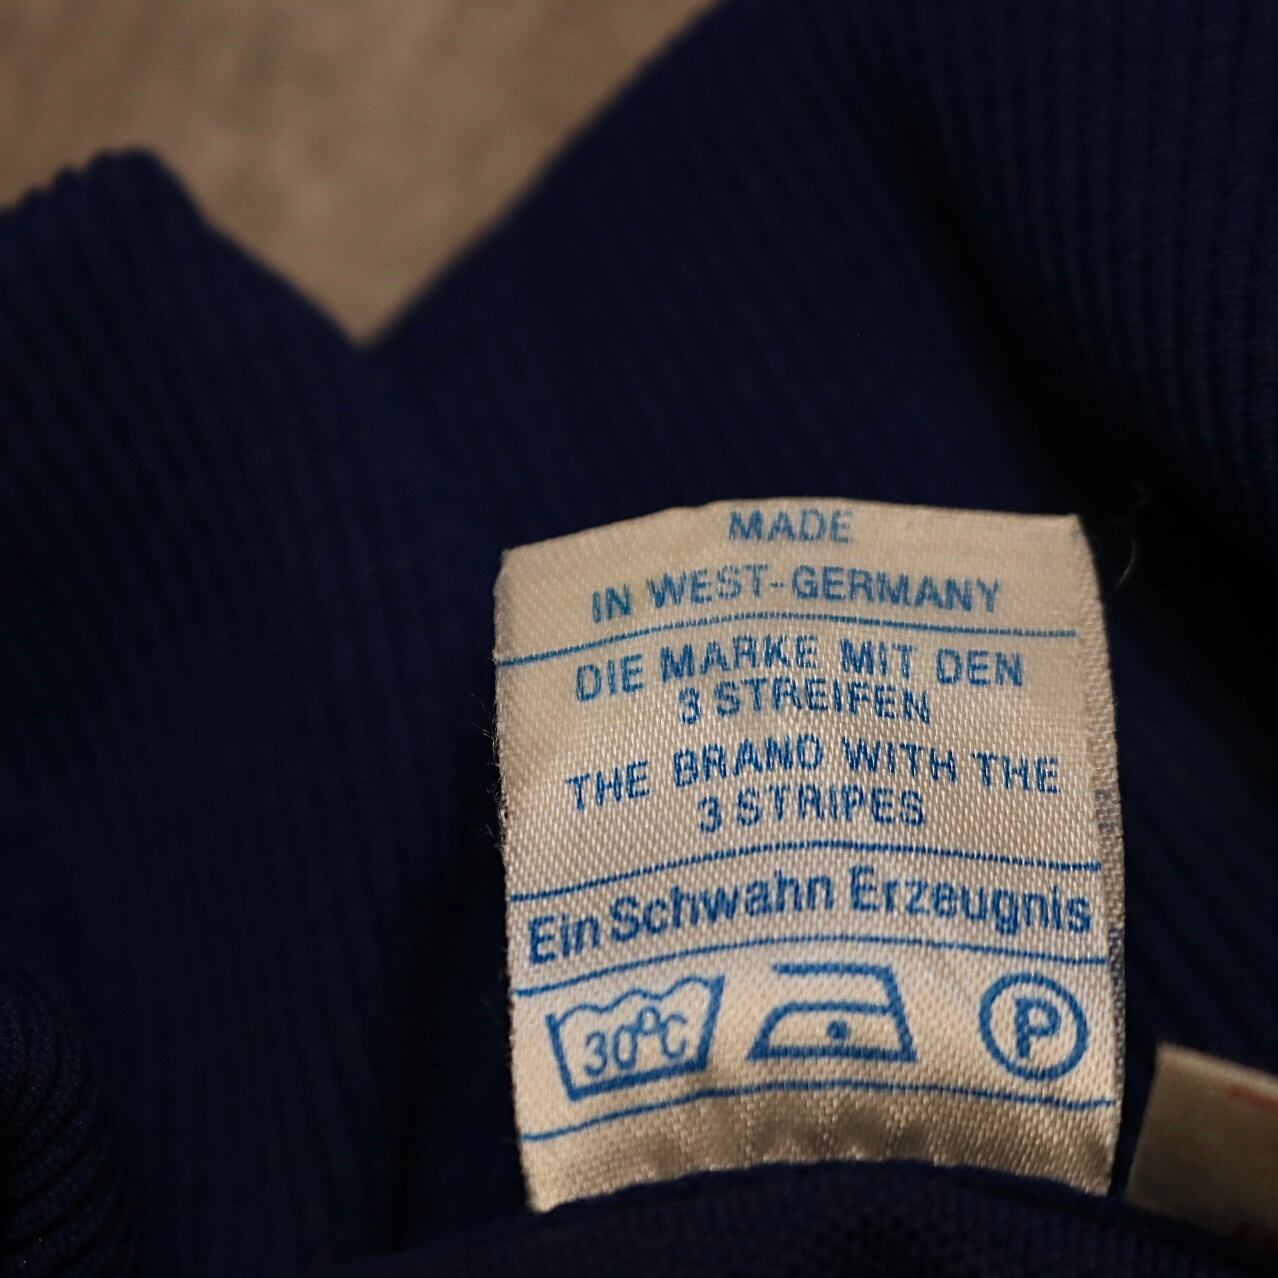 MADE
IN WEST-GERMANY
DIE MARKE MIT DEN
3 STREIFEN
THE BRAND WITH THE
3 STRIPES
Ein Schwahn Erzeugnis
30°C
P